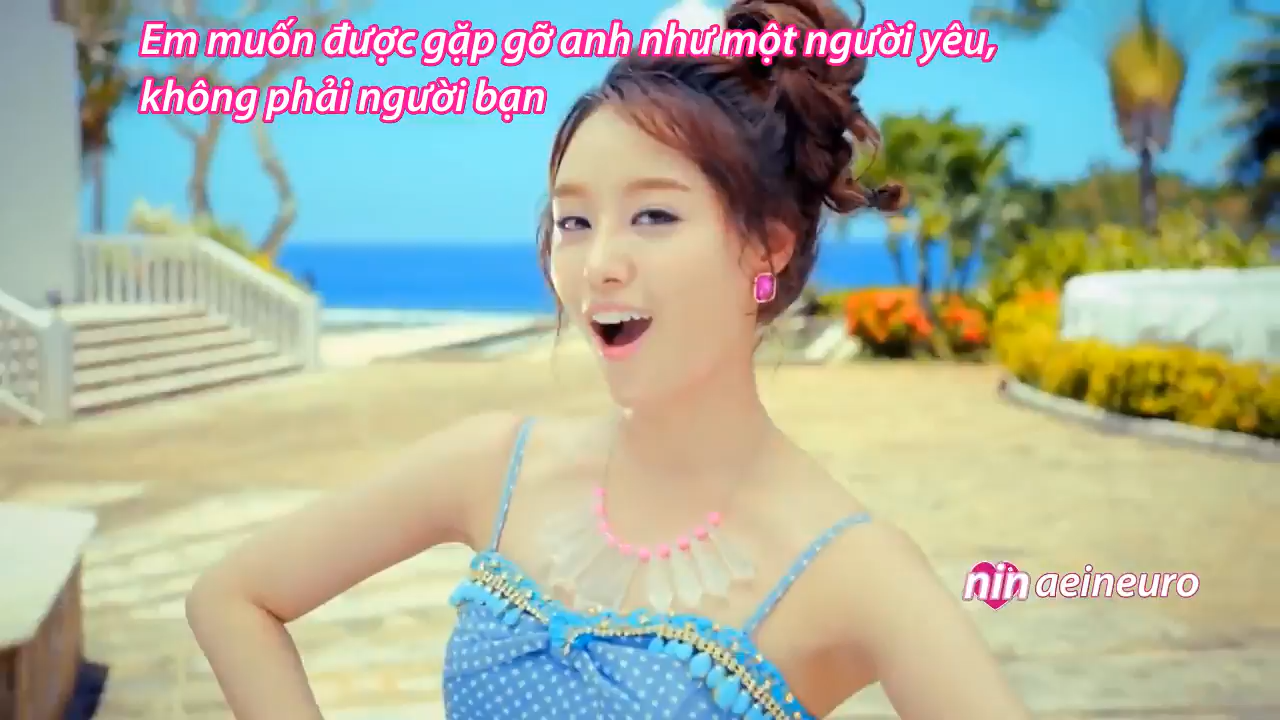 Em muốn được gặp gỡ anh như một người yêu,
không phải người bạn
nin aeineuro